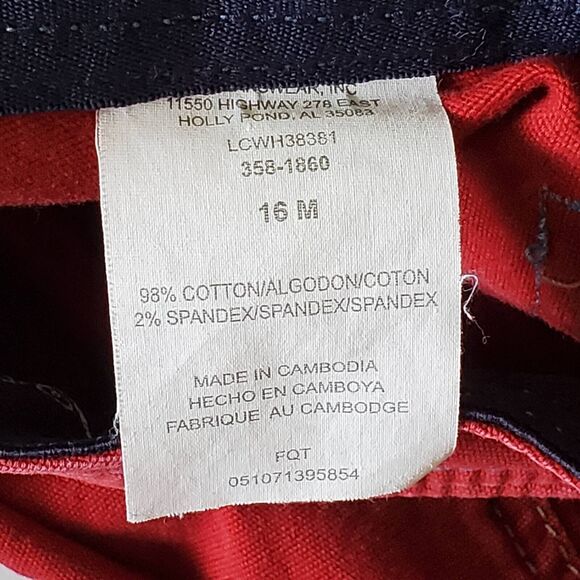 11550 HIGHWAY 278 EAST
HOLLY POND, AL 35083
LCWH38381
358-1860
16 M
98% COTTON/ALGODON/COTON
2% SPANDEX/SPANDEX/SPANDEX
MADE IN CAMBODIA
HECHO EN CAMBOYA
FABRIQUE AU CAMBODGE
FQT
051071395854